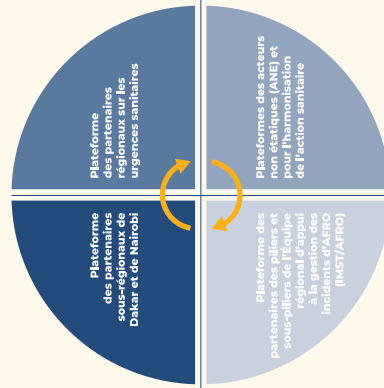 Plateforme
des partenaires
sous-régionaux de
Dakar et de Nairobi
Plateforme
des partenaires
régionaux sur les
urgences sanitaires
Plateforme des
partenaires des piliers et
sous-piliers de l'Équipe
régional d'appui
à la gestion des
incidents d'AFRO
(IMST/AFRO)
Plateformes des acteurs
non étatiques (ANE) et
pour l'harmonisation
de l'action sanitaire